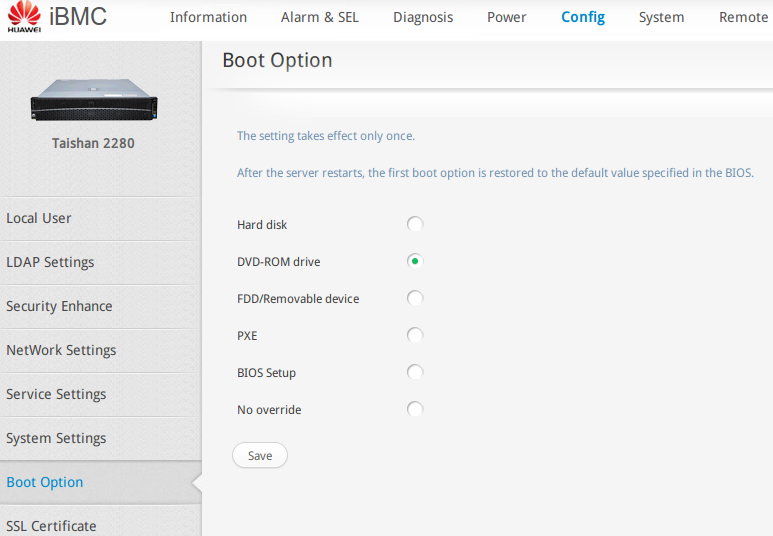 HUAWEI
iBMC
Information
Alarm & SEL
Diagnosis
Power
Config
System
Remote
Taishan 2280
Local User
LDAP Settings
Security Enhance
NetWork Settings
Service Settings
System Settings
Boot Option
SSL Certificate
Boot Option
The setting takes effect only once.
After the server restarts, the first boot option is restored to the default value specified in the BIOS.
Hard disk
DVD-ROM drive
FDD/Removable device
PXE
BIOS Setup
No override
Save